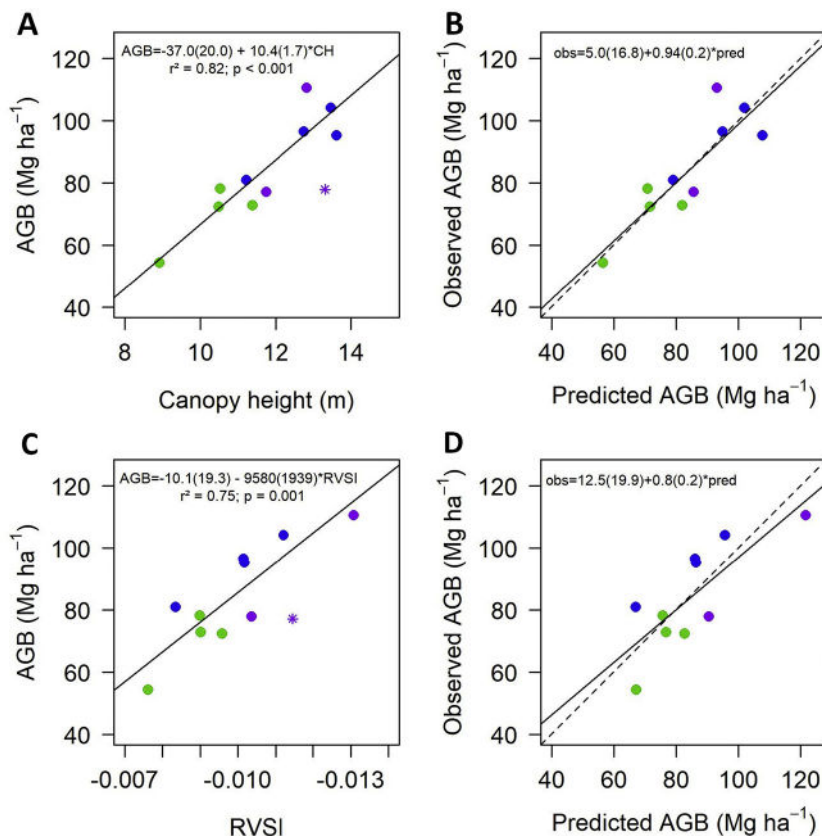 A
AGB=-37.0(20.0) + 10.4(1.7)*CH
r² = 0.82; p < 0.001
AGB (Mg ha⁻¹)
120
100
80
60
40
8 10 12 14
Canopy height (m)
B
obs=5.0(16.8)+0.94(0.2)*pred
Observed AGB (Mg ha⁻¹)
120
100
80
60
40
40 60 80 100 120
Predicted AGB (Mg ha⁻¹)
C
AGB=-10.1(19.3) - 9580(1939)*RVSI
r² = 0.75; p = 0.001
AGB (Mg ha⁻¹)
120
100
80
60
40
-0.007 -0.010 -0.013
RVSI
D
obs=12.5(19.9)+0.8(0.2)*pred
Observed AGB (Mg ha⁻¹)
120
100
80
60
40
40 60 80 100 120
Predicted AGB (Mg ha⁻¹)